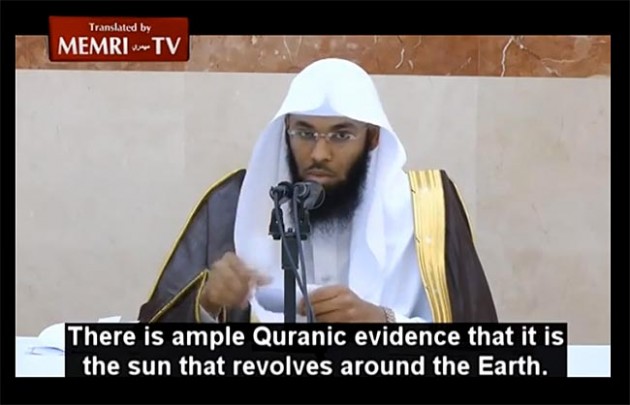 Translated by
MEMRI میمری TV
There is ample Quranic evidence that it is
the sun that revolves around the Earth.